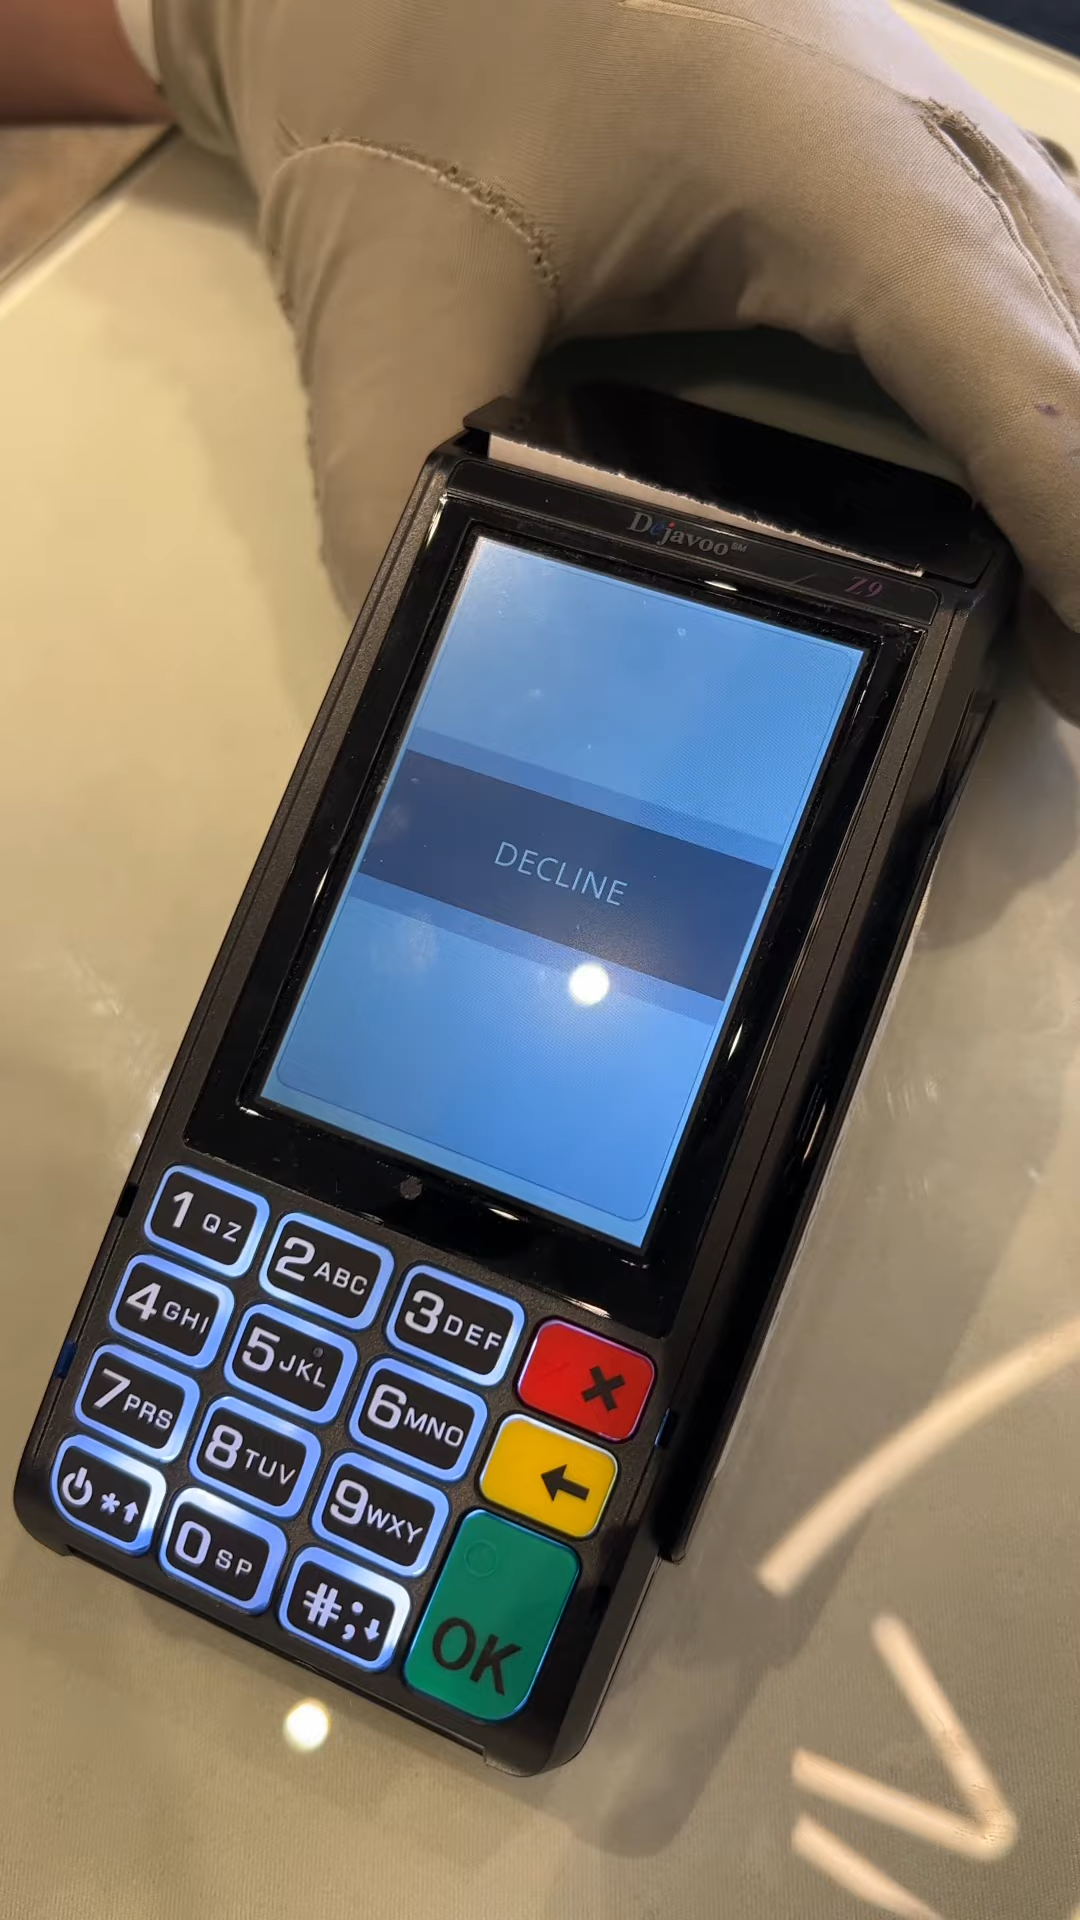 Dejavoo SM
Z9
DECLINE
1 QZ
2 ABC
3 DEF
4 GHI
5 JKL
6 MNO
7 PRS
8 TUV
9 WXY
*
0 SP
#,;
OK